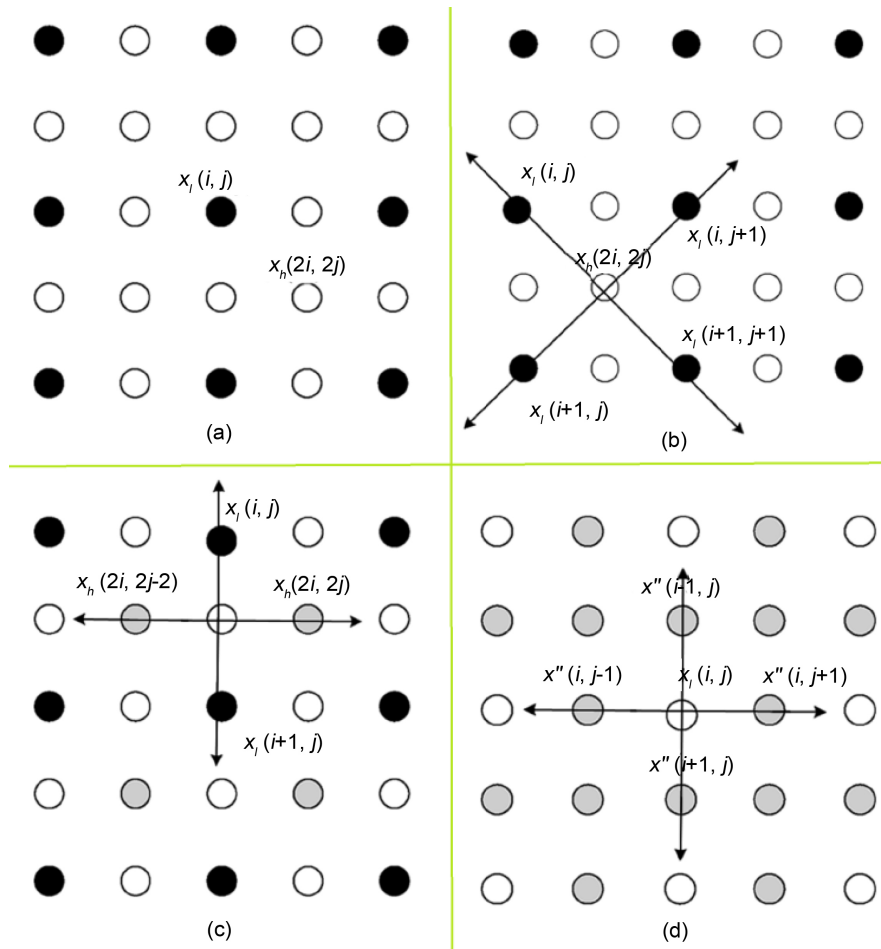 x_l (i, j)
x_h(2i, 2j)
(a)
x_l (i, j)
x_l (i, j+1)
x_h(2i, 2j)
x_l (i+1, j+1)
x_l (i+1, j)
(b)
x_l (i, j)
x_h (2i, 2j-2)
x_h(2i, 2j)
x_l (i+1, j)
(c)
x″ (i-1, j)
x″ (i, j-1)
x_l (i, j)
x″ (i, j+1)
x″ (i+1, j)
(d)